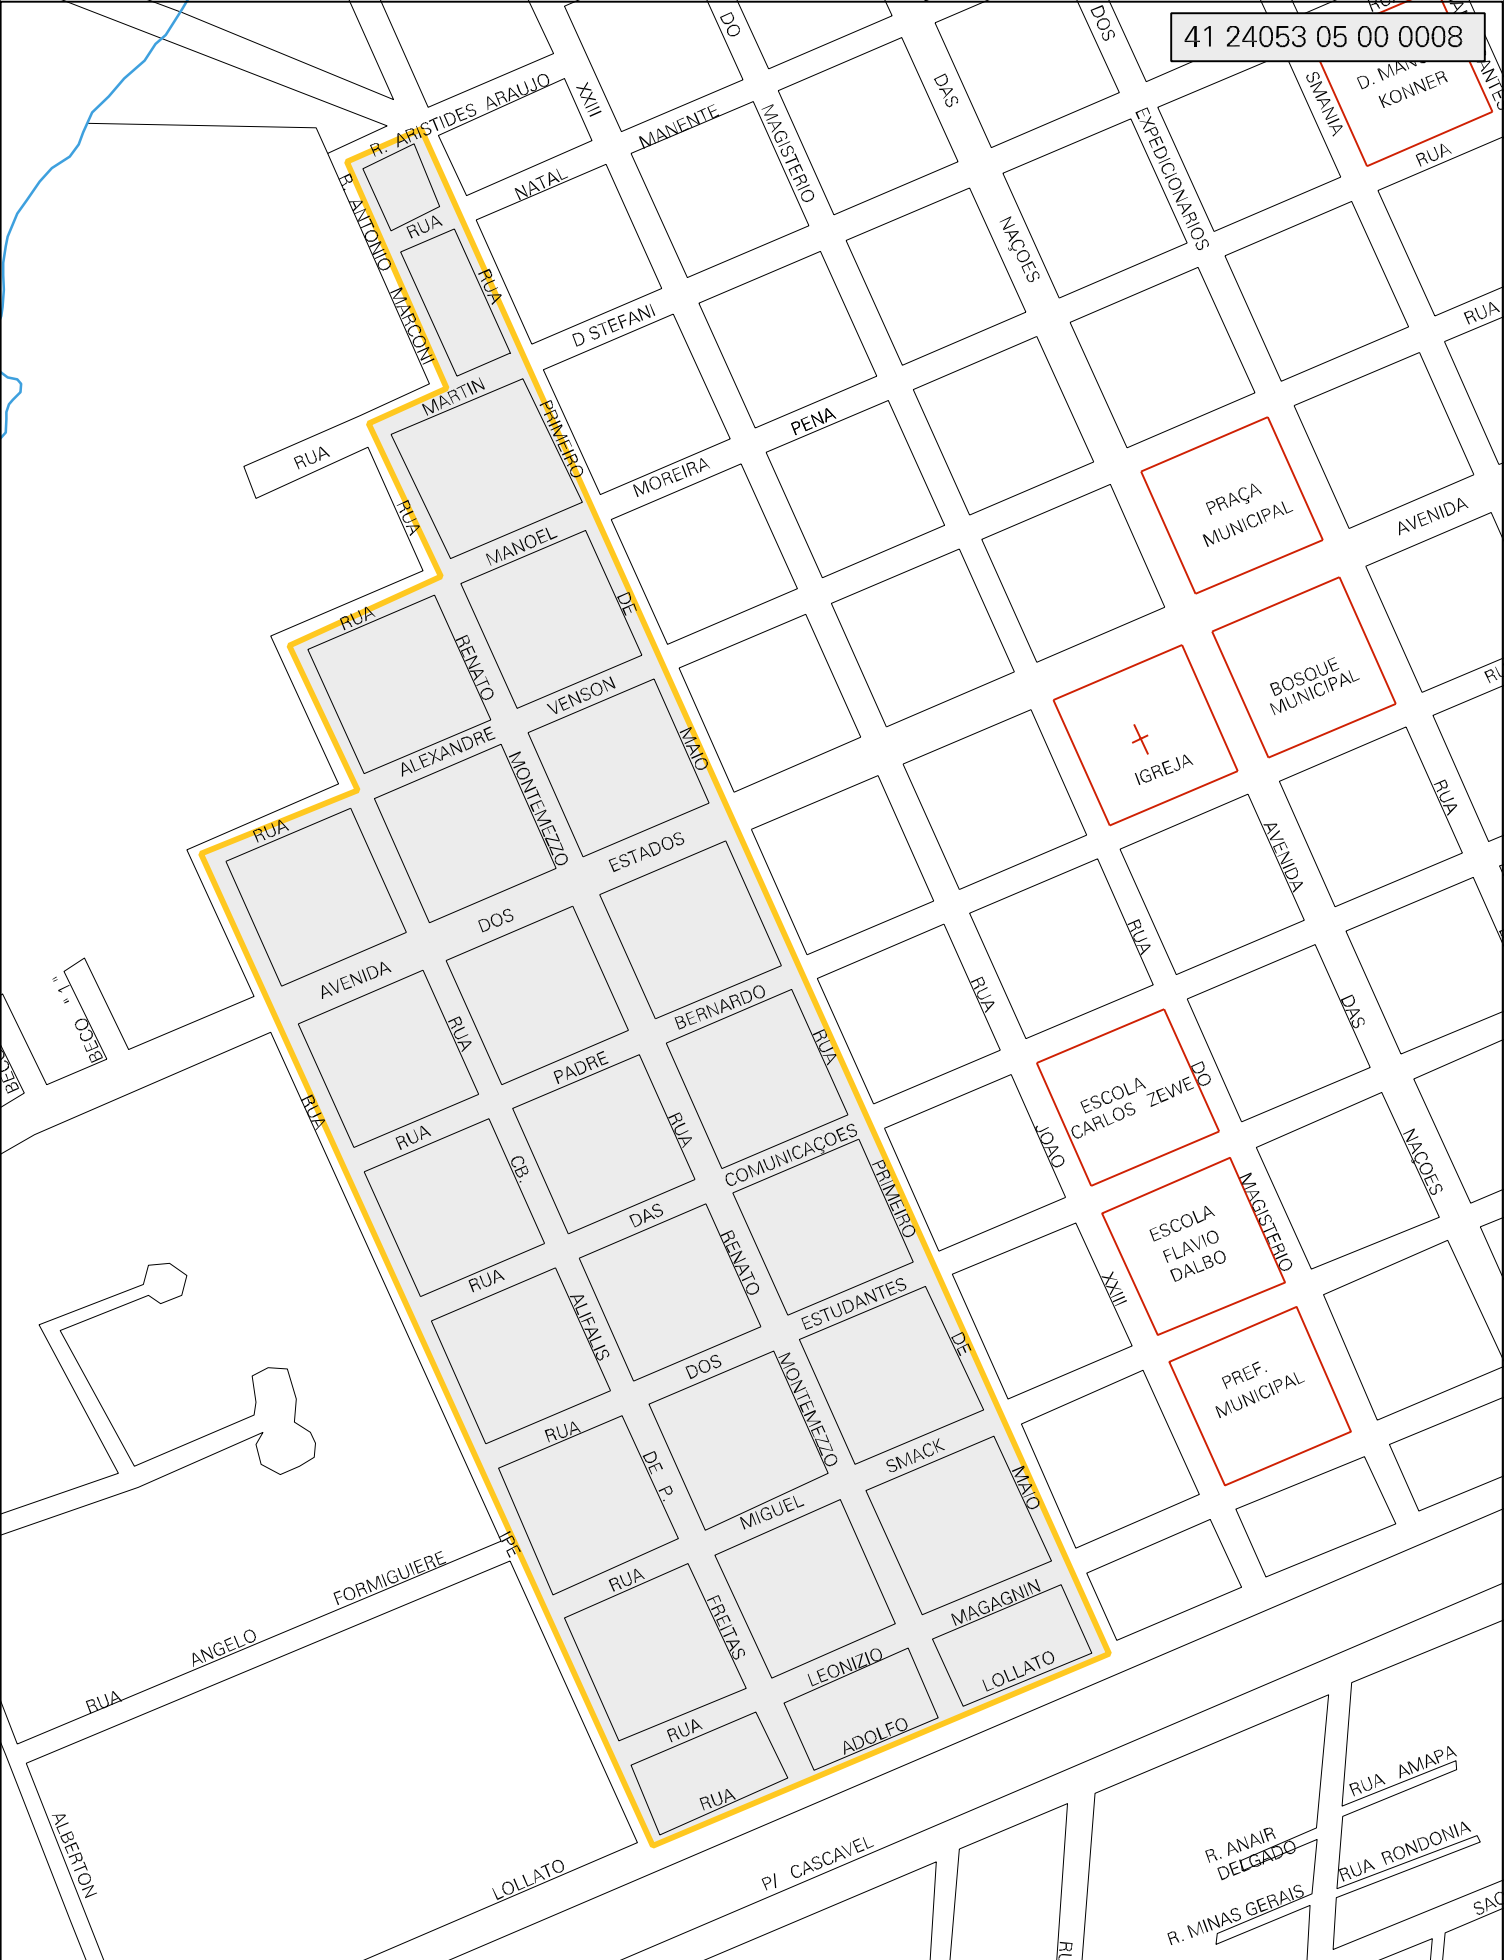 41 24053 05 00 0008
DO
DOS
D. MAN
KONNER
SMANIA
RUA
R. ARISTIDES ARAUJO
XXIII
MANENTE
MAGISTERIO
DAS
EXPEDICIONARIOS
NATAL
R. ANTONIO MARCONI
RUA
RUA
NAÇOES
D STEFANI
RUA
MARTIN
PRIMEIRO
PENA
RUA
MOREIRA
RUA
PRAÇA
MUNICIPAL
AVENIDA
MANOEL
DE
RUA
RENATO
VENSON
BOSQUE
MUNICIPAL
ALEXANDRE
MONTEMEZZO
MAIO
IGREJA
RUA
RUA
ESTADOS
AVENIDA
DOS
RUA
AVENIDA
BECO "1"
BECO
RUA
BERNARDO
RUA
RUA
DAS
PADRE
RUA
RUA
RUA
COMUNICAÇOES
JOAO
ESCOLA
CARLOS ZEWE
DO
NAÇOES
CB.
DAS
RENATO
PRIMEIRO
ESCOLA
FLAVIO
DALBO
MAGISTERIO
RUA
ALIFALIS
ESTUDANTES
XXIII
DOS
MONTEMEZZO
DE
PREF.
MUNICIPAL
RUA
DE P.
SMACK
MAIO
MIGUEL
IPE
RUA
FREITAS
MAGAGNIN
RUA ANGELO FORMIGUIERE
LEONIZIO
LOLLATO
RUA
ADOLFO
RUA
ALBERTON
LOLLATO
P/ CASCAVEL
RUA AMAPA
R. ANAIR
DELGADO
RUA RONDONIA
R. MINAS GERAIS